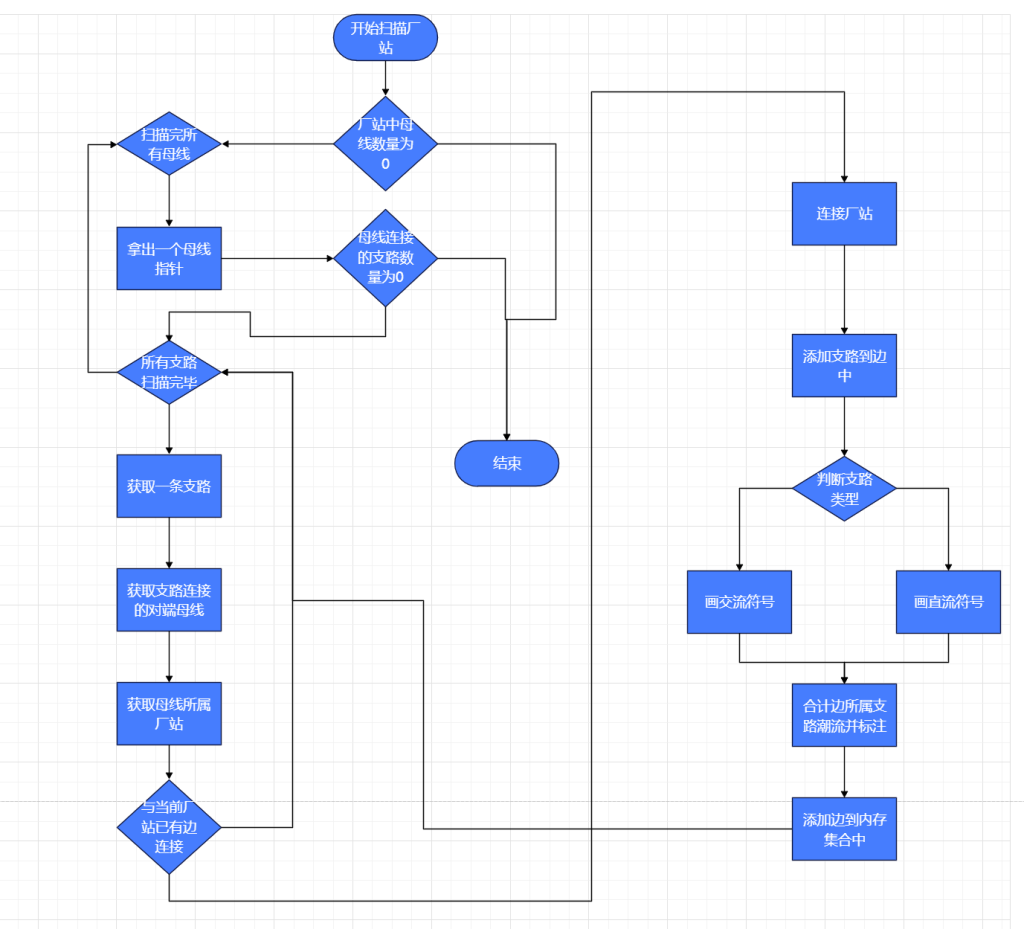 开始扫描厂
站
厂站中母
线数量为
0
扫描完所
有母线
拿出一个母线
指针
母线连接
的支路数
量为0
所有支路
扫描完毕
获取一条支路
获取支路连接
的对端母线
获取母线所属
厂站
与当前厂
站已有边
连接
结束
连接厂站
添加支路到边
中
判断支路
类型
画交流符号
画直流符号
合计边所属支
路潮流并标注
添加边到内存
集合中